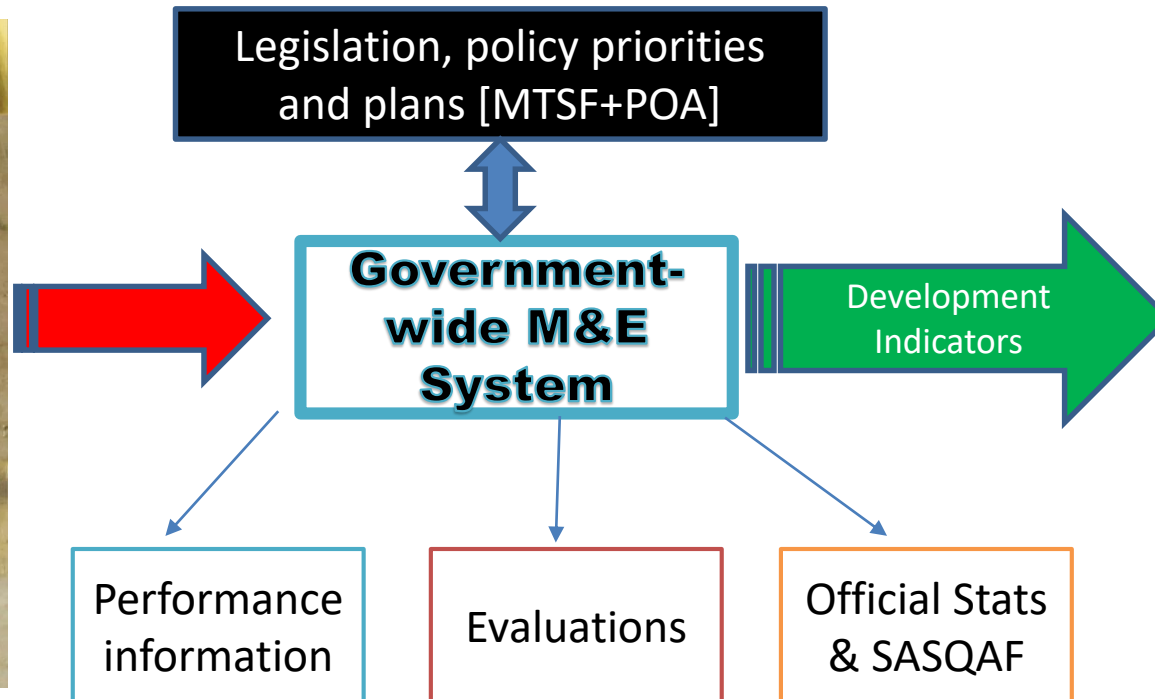 Legislation, policy priorities
and plans [MTSF+POA]
Government-
wide M&E
System
Development
Indicators
Performance
information
Evaluations
Official Stats
& SASQAF